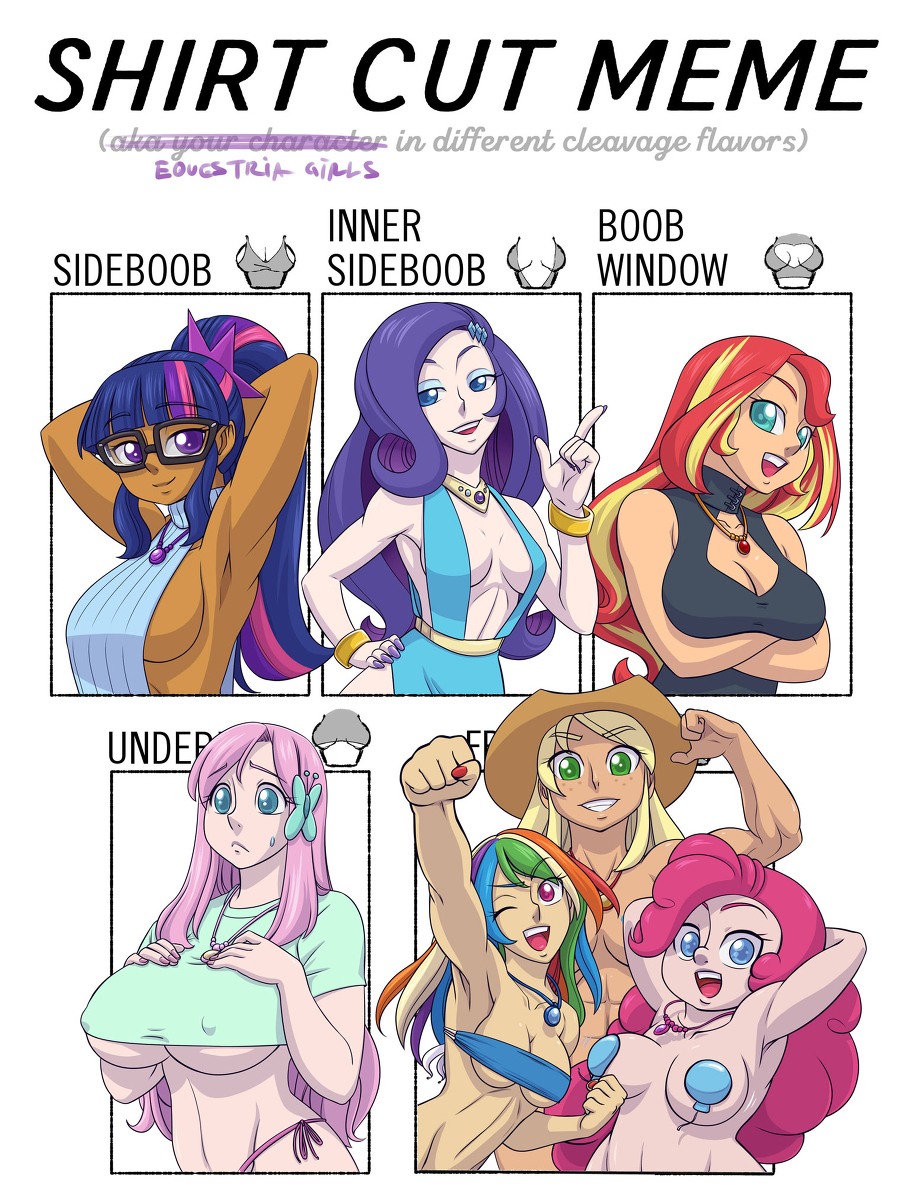 SHIRT CUT MEME
(aka your character in different cleavage flavors)
EQUESTRIA GIRLS
SIDEBOOB
INNER
SIDEBOOB
BOOB
WINDOW
UNDER